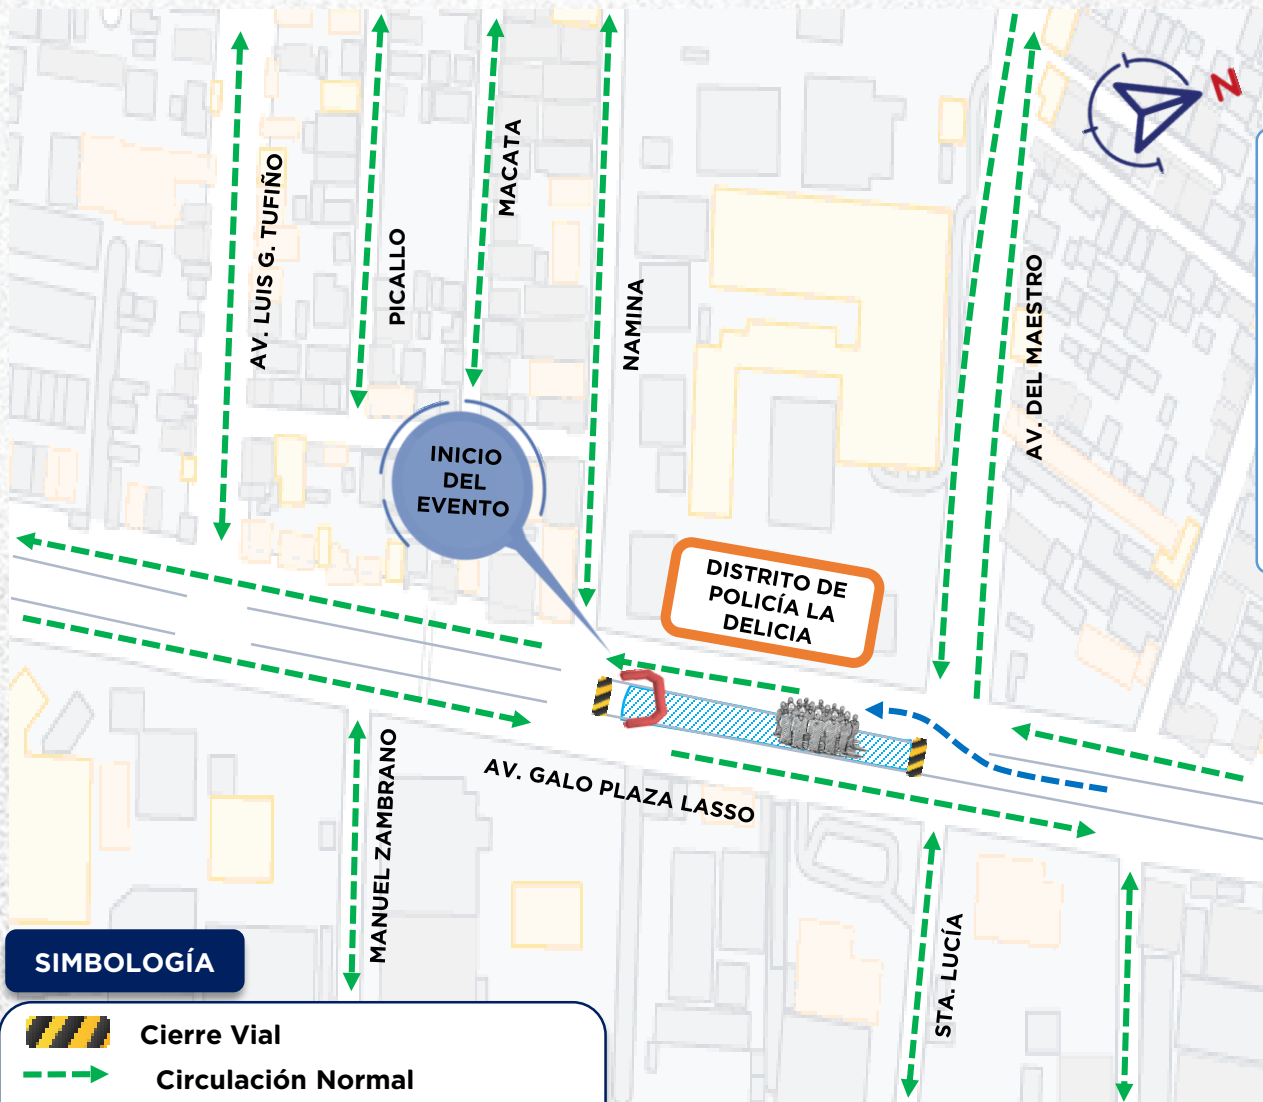 N
MACATA
AV. LUIS G. TUFIÑO
PICALLO
NAMINA
AV. DEL MAESTRO
INICIO
DEL
EVENTO
DISTRITO DE
POLICÍA LA
DELICIA
AV. GALO PLAZA LASSO
MANUEL ZAMBRANO
STA. LUCÍA
SIMBOLOGÍA
Cierre Vial
Circulación Normal